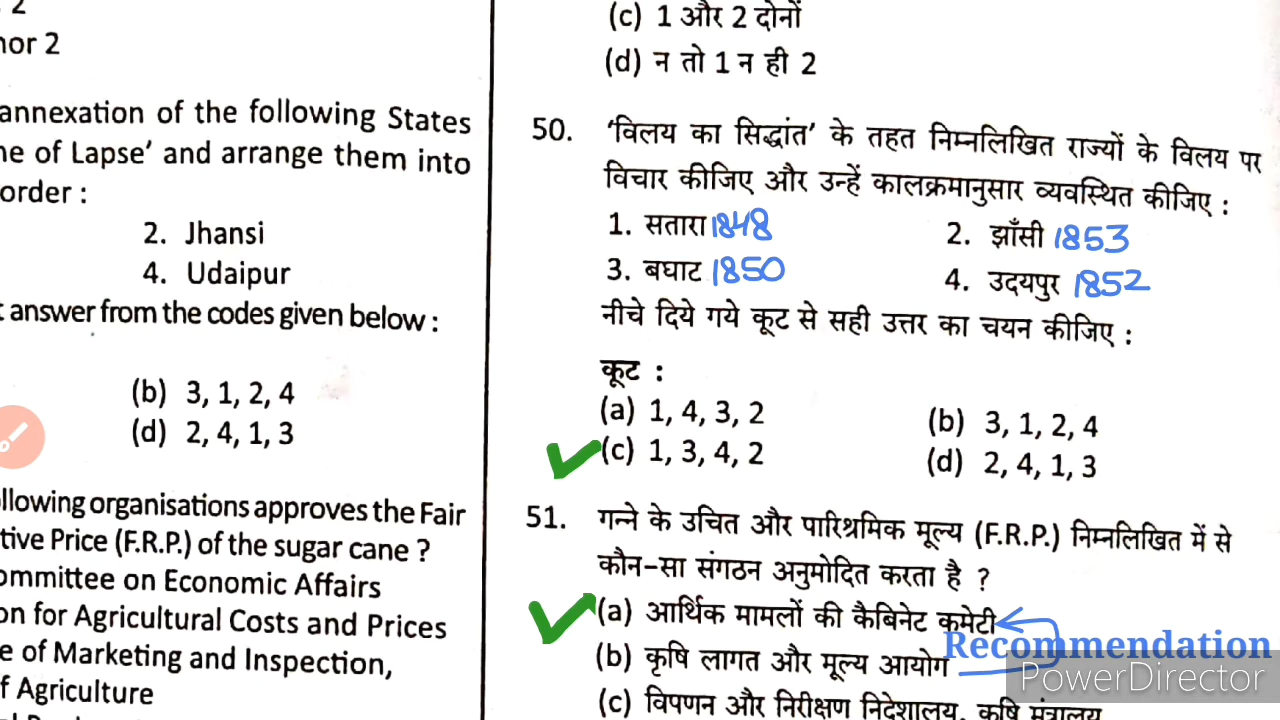 2
nor 2
annexation of the following States
ne of Lapse' and arrange them into
order :
2. Jhansi
4. Udaipur
answer from the codes given below :
(b) 3, 1, 2, 4
(d) 2, 4, 1, 3
llowing organisations approves the Fair
tive Price (F.R.P.) of the sugar cane ?
ommittee on Economic Affairs
on for Agricultural Costs and Prices
e of Marketing and Inspection,
f Agriculture
(c) 1 और 2 दोनों
(d) न तो 1 न ही 2
50. 'विलय का सिद्धांत' के तहत निम्नलिखित राज्यों के विलय पर
विचार कीजिए और उन्हें कालक्रमानुसार व्यवस्थित कीजिए :
1. सतारा 1848 2. झाँसी 1853
3. बघाट 1850 4. उदयपुर 1852
नीचे दिये गये कूट से सही उत्तर का चयन कीजिए :
कूट :
(a) 1, 4, 3, 2 (b) 3, 1, 2, 4
(c) 1, 3, 4, 2 (d) 2, 4, 1, 3
51. गन्ने के उचित और पारिश्रमिक मूल्य (F.R.P.) निम्नलिखित में से
कौन-सा संगठन अनुमोदित करता है ?
(a) आर्थिक मामलों की कैबिनेट कमेटी
Recommendation
(b) कृषि लागत और मूल्य आयोग
PowerDirector
(c) विपणन और निरीक्षण निदेशालय, कृषि मंत्रालय